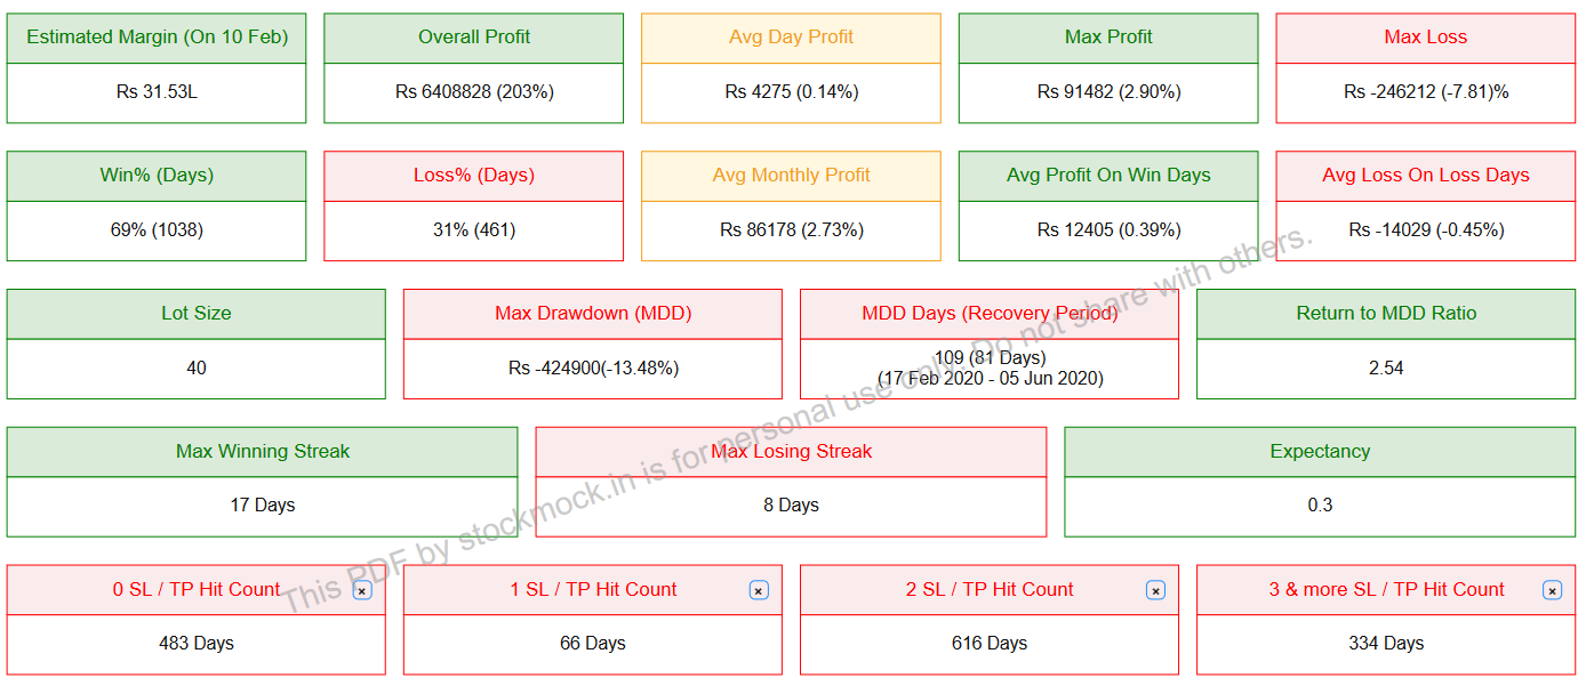 Estimated Margin (On 10 Feb)
Rs 31.53L
Overall Profit
Rs 6408828 (203%)
Avg Day Profit
Rs 4275 (0.14%)
Max Profit
Rs 91482 (2.90%)
Max Loss
Rs -246212 (-7.81)%
Win% (Days)
69% (1038)
Loss% (Days)
31% (461)
Avg Monthly Profit
Rs 86178 (2.73%)
Avg Profit On Win Days
Rs 12405 (0.39%)
Avg Loss On Loss Days
Rs -14029 (-0.45%)
Lot Size
40
Max Drawdown (MDD)
Rs -424900(-13.48%)
MDD Days (Recovery Period)
109 (81 Days)
(17 Feb 2020 - 05 Jun 2020)
Return to MDD Ratio
2.54
Max Winning Streak
17 Days
Max Losing Streak
8 Days
Expectancy
0.3
0 SL / TP Hit Count
483 Days
1 SL / TP Hit Count
66 Days
2 SL / TP Hit Count
616 Days
3 & more SL / TP Hit Count
334 Days
This PDF by stockmock.in is for personal use only. Do not share with others.